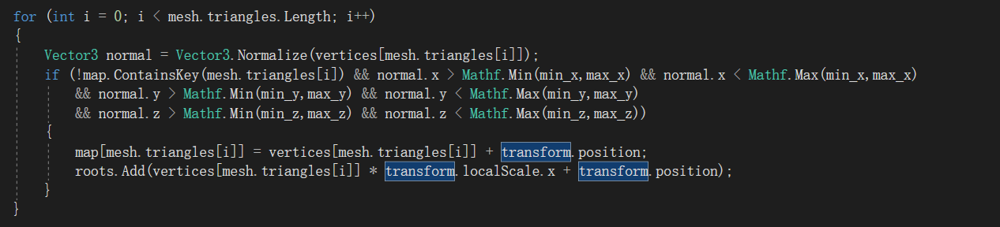 for (int i = 0; i < mesh.triangles.Length; i++)
{
    Vector3 normal = Vector3.Normalize(vertices[mesh.triangles[i]]);
    if (!map.ContainsKey(mesh.triangles[i]) && normal.x > Mathf.Min(min_x,max_x) && normal.x < Mathf.Max(min_x,max_x)
        && normal.y > Mathf.Min(min_y,max_y) && normal.y < Mathf.Max(min_y,max_y)
        && normal.z > Mathf.Min(min_z,max_z) && normal.z < Mathf.Max(min_z,max_z))
    {
        map[mesh.triangles[i]] = vertices[mesh.triangles[i]] + transform.position;
        roots.Add(vertices[mesh.triangles[i]] * transform.localScale.x + transform.position);
    }
}